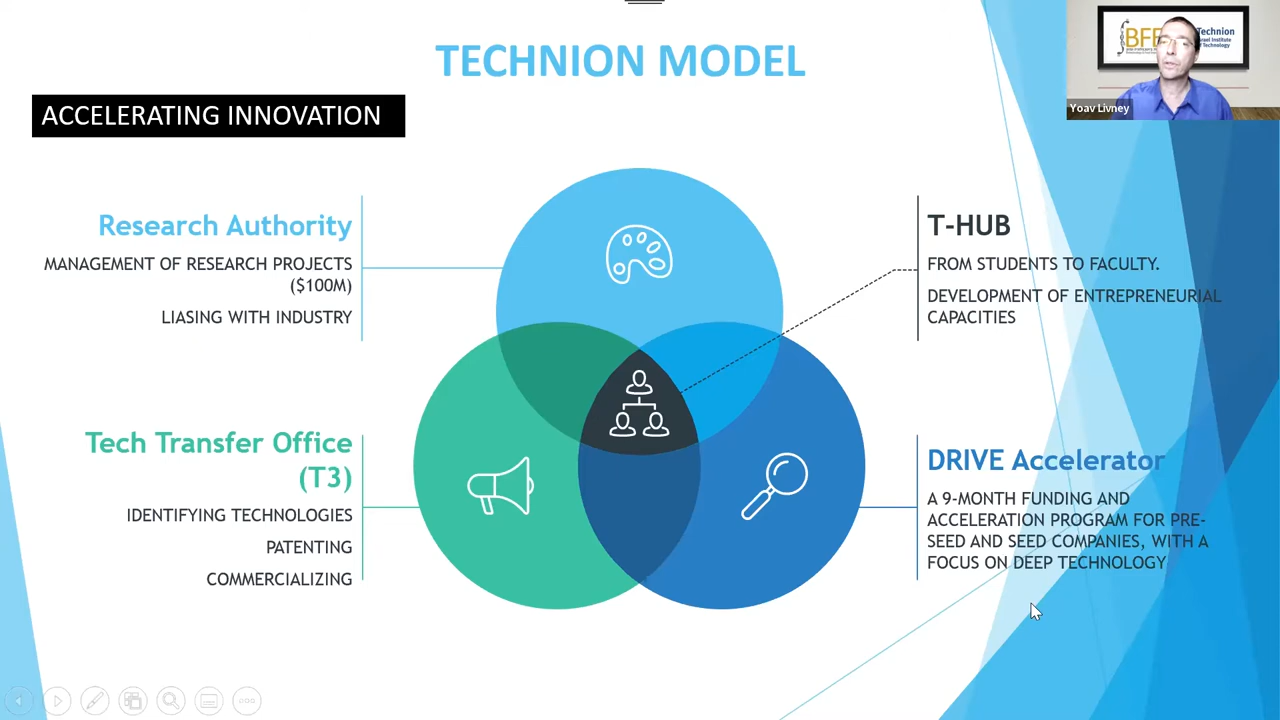 TECHNION MODEL
ACCELERATING INNOVATION
Research Authority
MANAGEMENT OF RESEARCH PROJECTS
($100M)
LIASING WITH INDUSTRY
T-HUB
FROM STUDENTS TO FACULTY.
DEVELOPMENT OF ENTREPRENEURIAL
CAPACITIES
Tech Transfer Office
(T3)
IDENTIFYING TECHNOLOGIES
PATENTING
COMMERCIALIZING
DRIVE Accelerator
A 9-MONTH FUNDING AND
ACCELERATION PROGRAM FOR PRE-
SEED AND SEED COMPANIES, WITH A
FOCUS ON DEEP TECHNOLOGY
Technion
Institute
of Technology
Yoav Livney